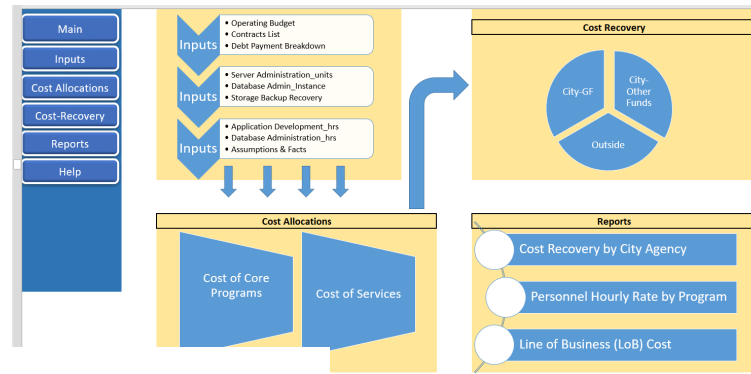 Main
Inputs
Cost Allocations
Cost-Recovery
Reports
Help
Inputs
• Operating Budget
• Contracts List
• Debt Payment Breakdown
Inputs
• Server Administration_units
• Database Admin_Instance
• Storage Backup Recovery
Inputs
• Application Development_hrs
• Database Administration_hrs
• Assumptions & Facts
Cost Recovery
City-GF
City-
Other
Funds
Outside
Cost Allocations
Cost of Core
Programs
Cost of Services
Reports
Cost Recovery by City Agency
Personnel Hourly Rate by Program
Line of Business (LoB) Cost